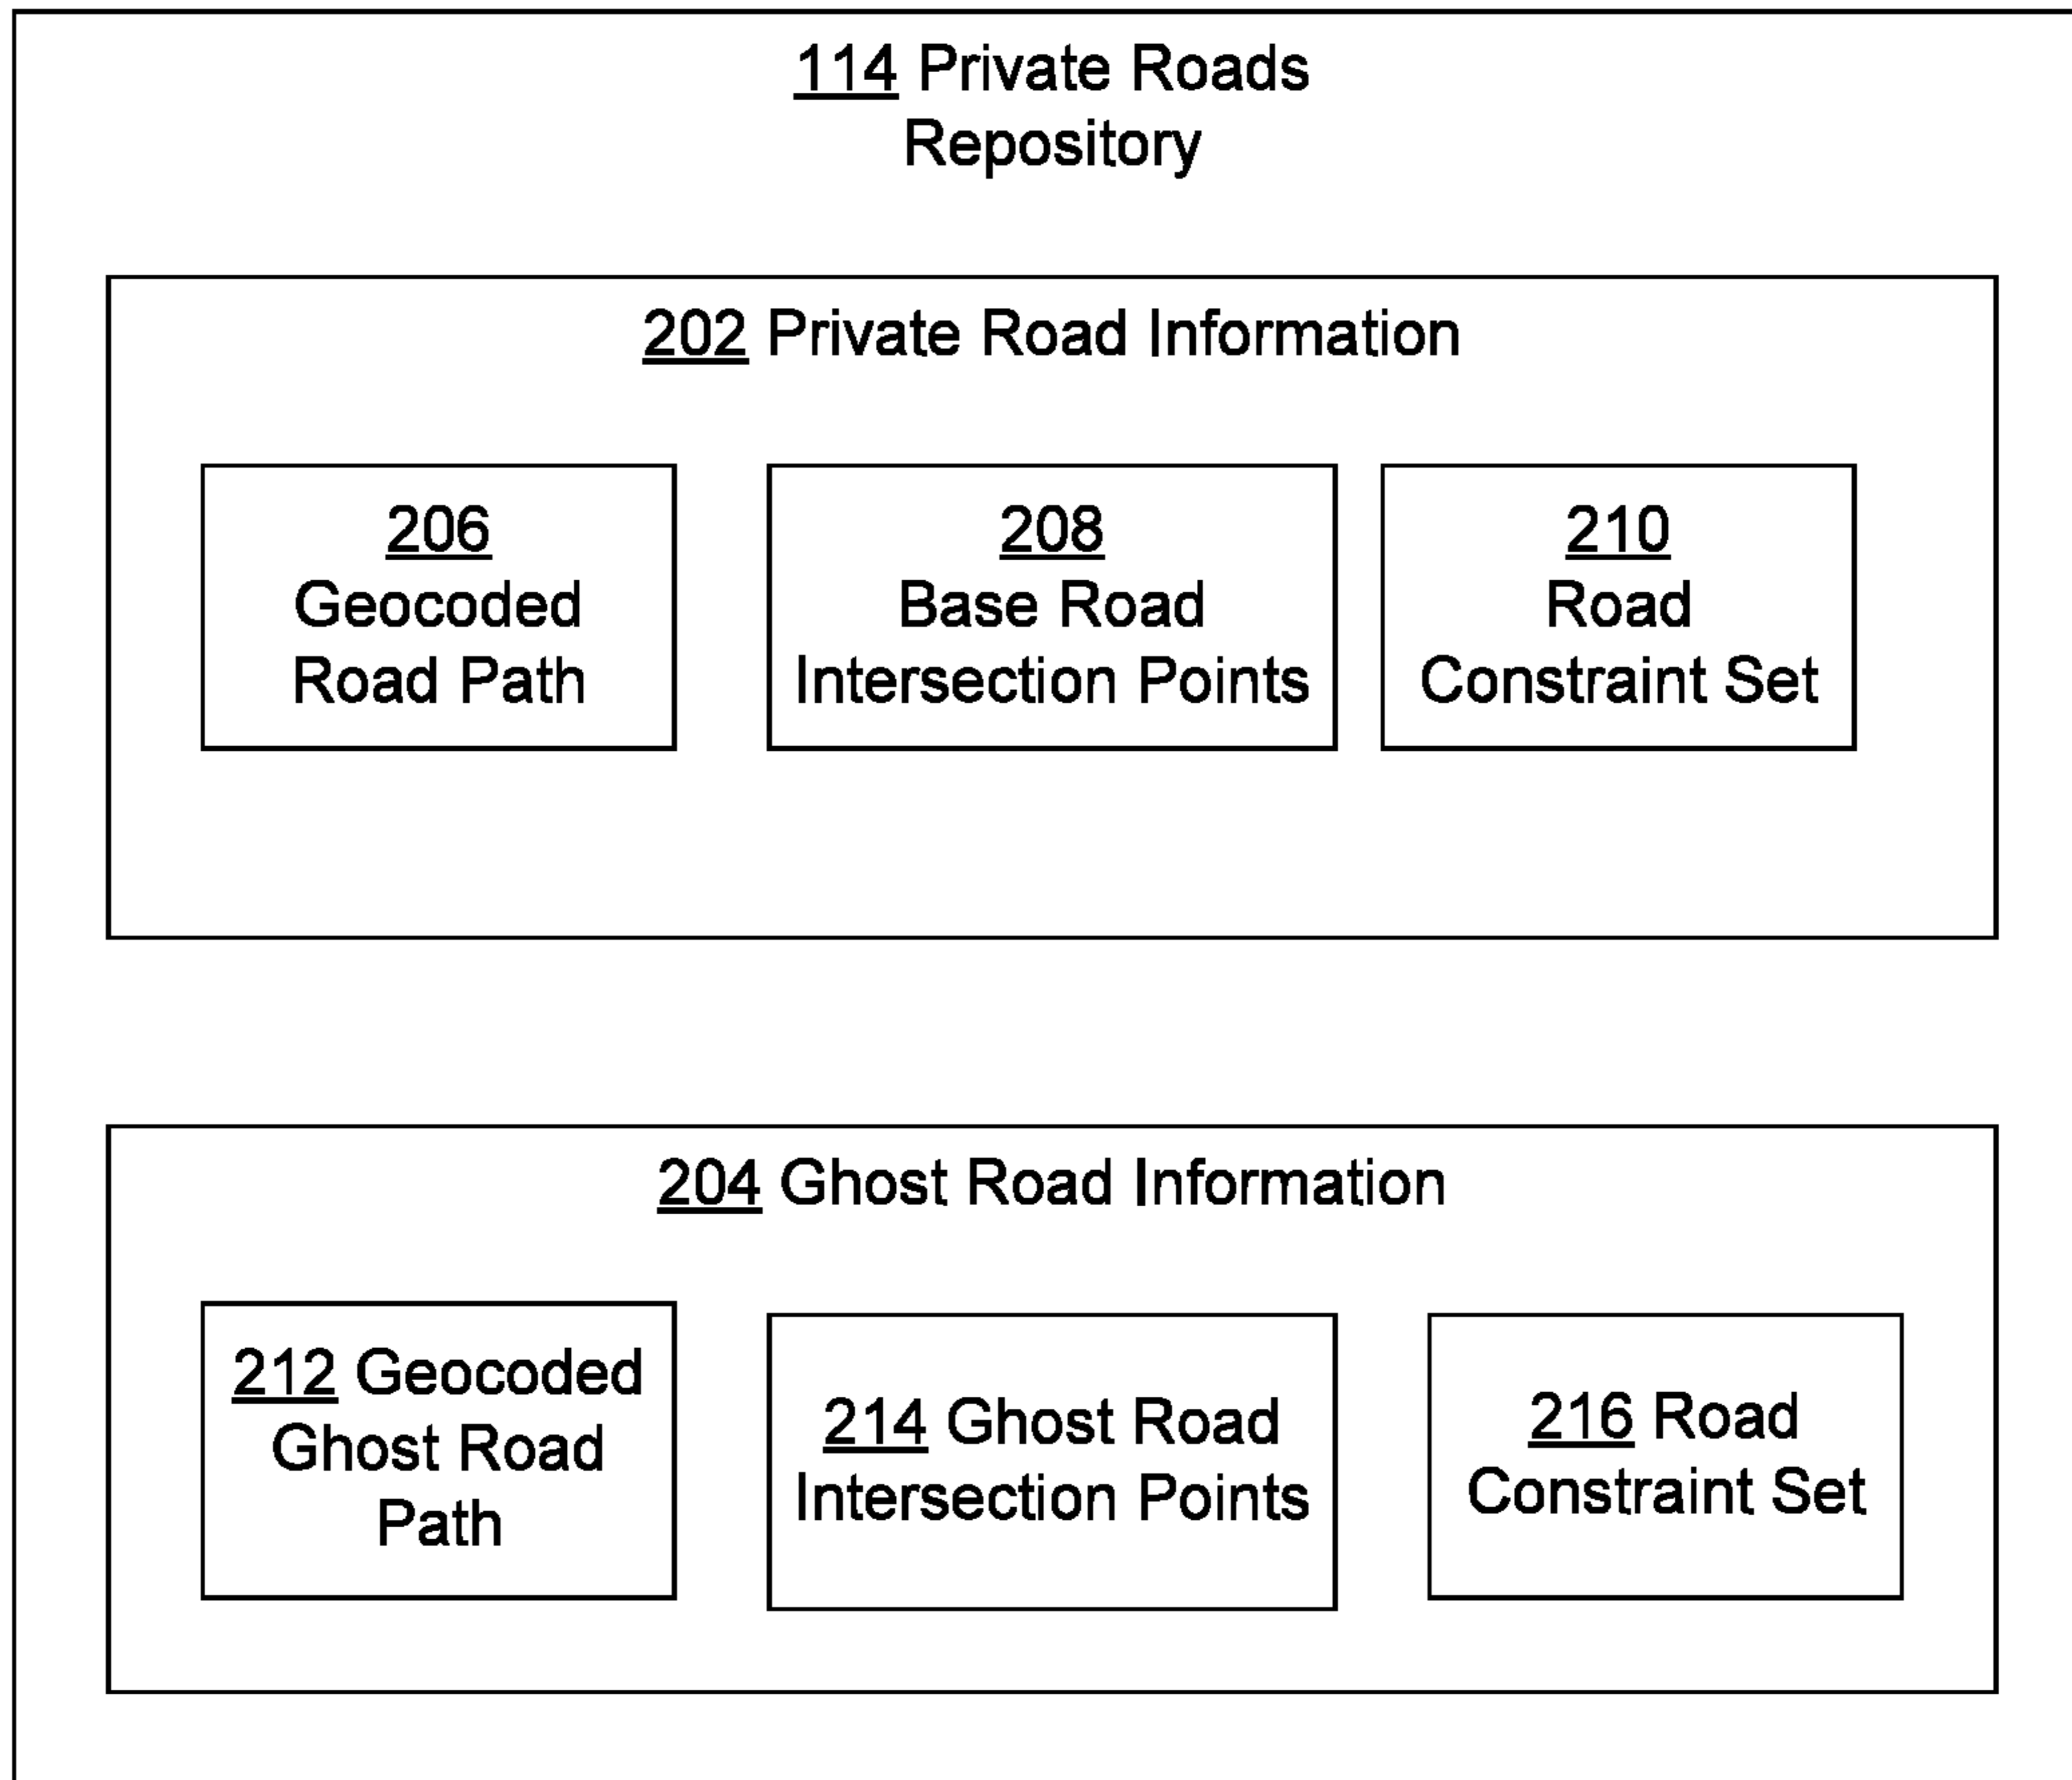 114 Private Roads
Repository
202 Private Road Information
206
Geocoded
Road Path
208
Base Road
Intersection Points
210
Road
Constraint Set
204 Ghost Road Information
212 Geocoded
Ghost Road
Path
214 Ghost Road
Intersection Points
216 Road
Constraint Set